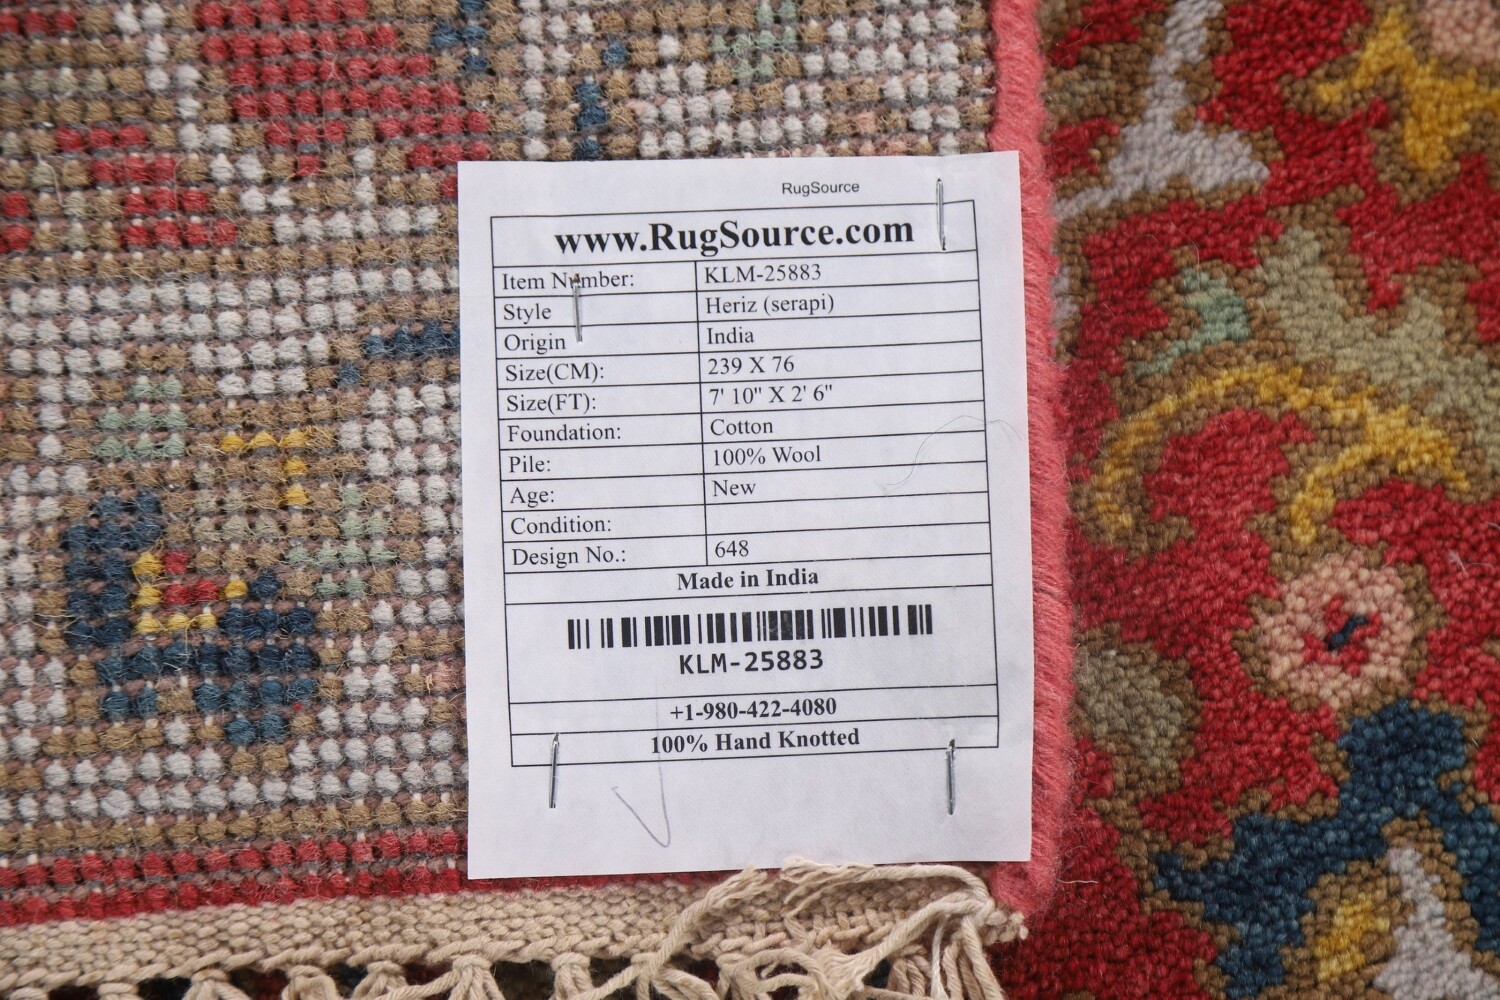 RugSource
www.RugSource.com
Item Number: KLM-25883
Style Heriz (serapi)
Origin India
Size(CM): 239 X 76
Size(FT): 7' 10" X 2' 6"
Foundation: Cotton
Pile: 100% Wool
Age: New
Condition:
Design No.: 648
Made in India
KLM-25883
+1-980-422-4080
100% Hand Knotted